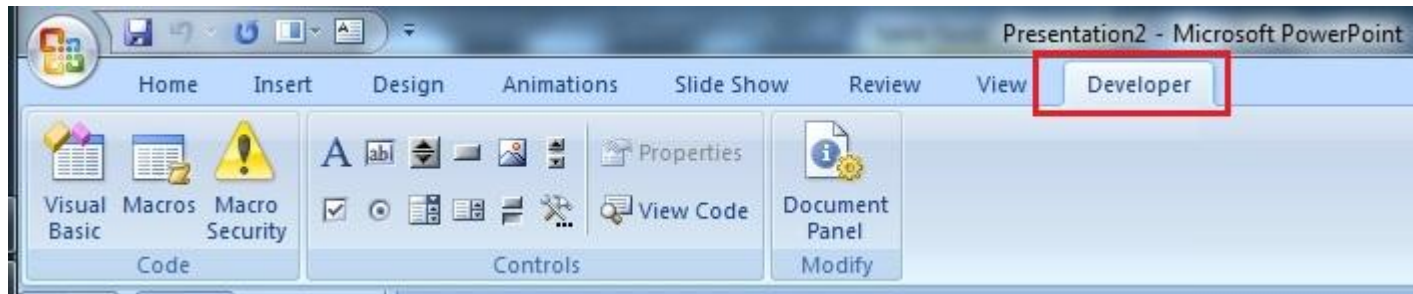 Presentation2 - Microsoft PowerPoint
Home Insert Design Animations Slide Show Review View Developer
A abl Properties
Visual Basic Macros Macro Security View Code Document Panel
Code Controls Modify